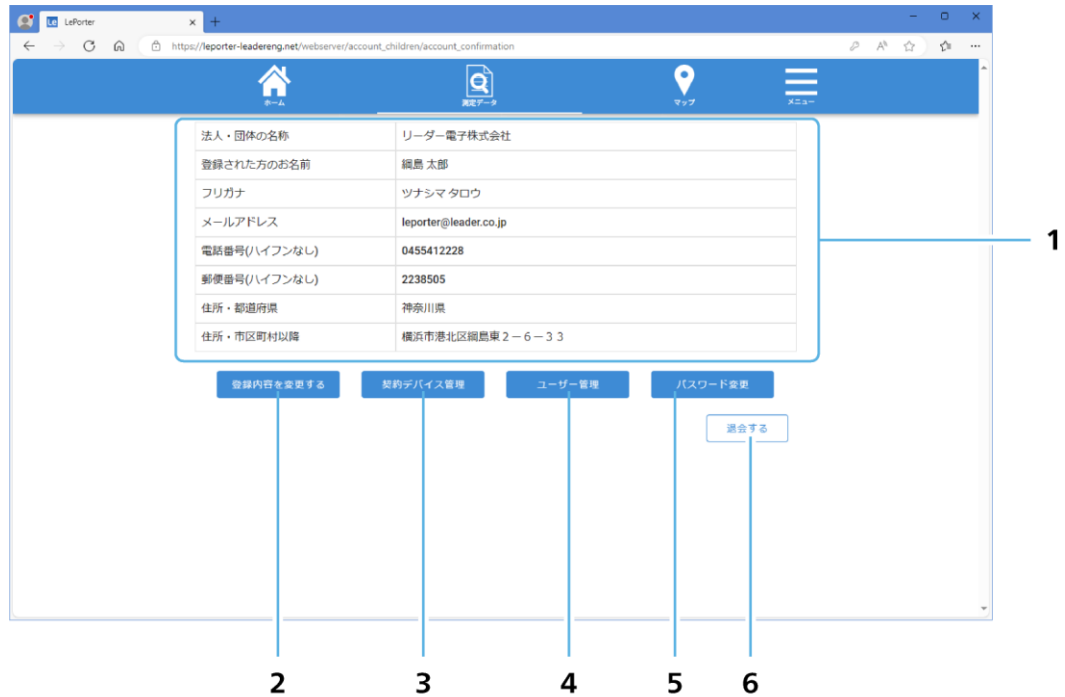 Le LePorter
https://leporter-leadereng.net/webserver/account_children/account_confirmation
ホーム 測定データ マップ メニュー
法人・団体の名称 リーダー電子株式会社
登録された方のお名前 綱島 太郎
フリガナ ツナシマ タロウ
メールアドレス leporter@leader.co.jp
電話番号(ハイフンなし) 0455412228
郵便番号(ハイフンなし) 2238505
住所・都道府県 神奈川県
住所・市区町村以降 横浜市港北区綱島東２－６－３３
1
登録内容を変更する 契約デバイス管理 ユーザー管理 パスワード変更
退会する
2 3 4 5 6